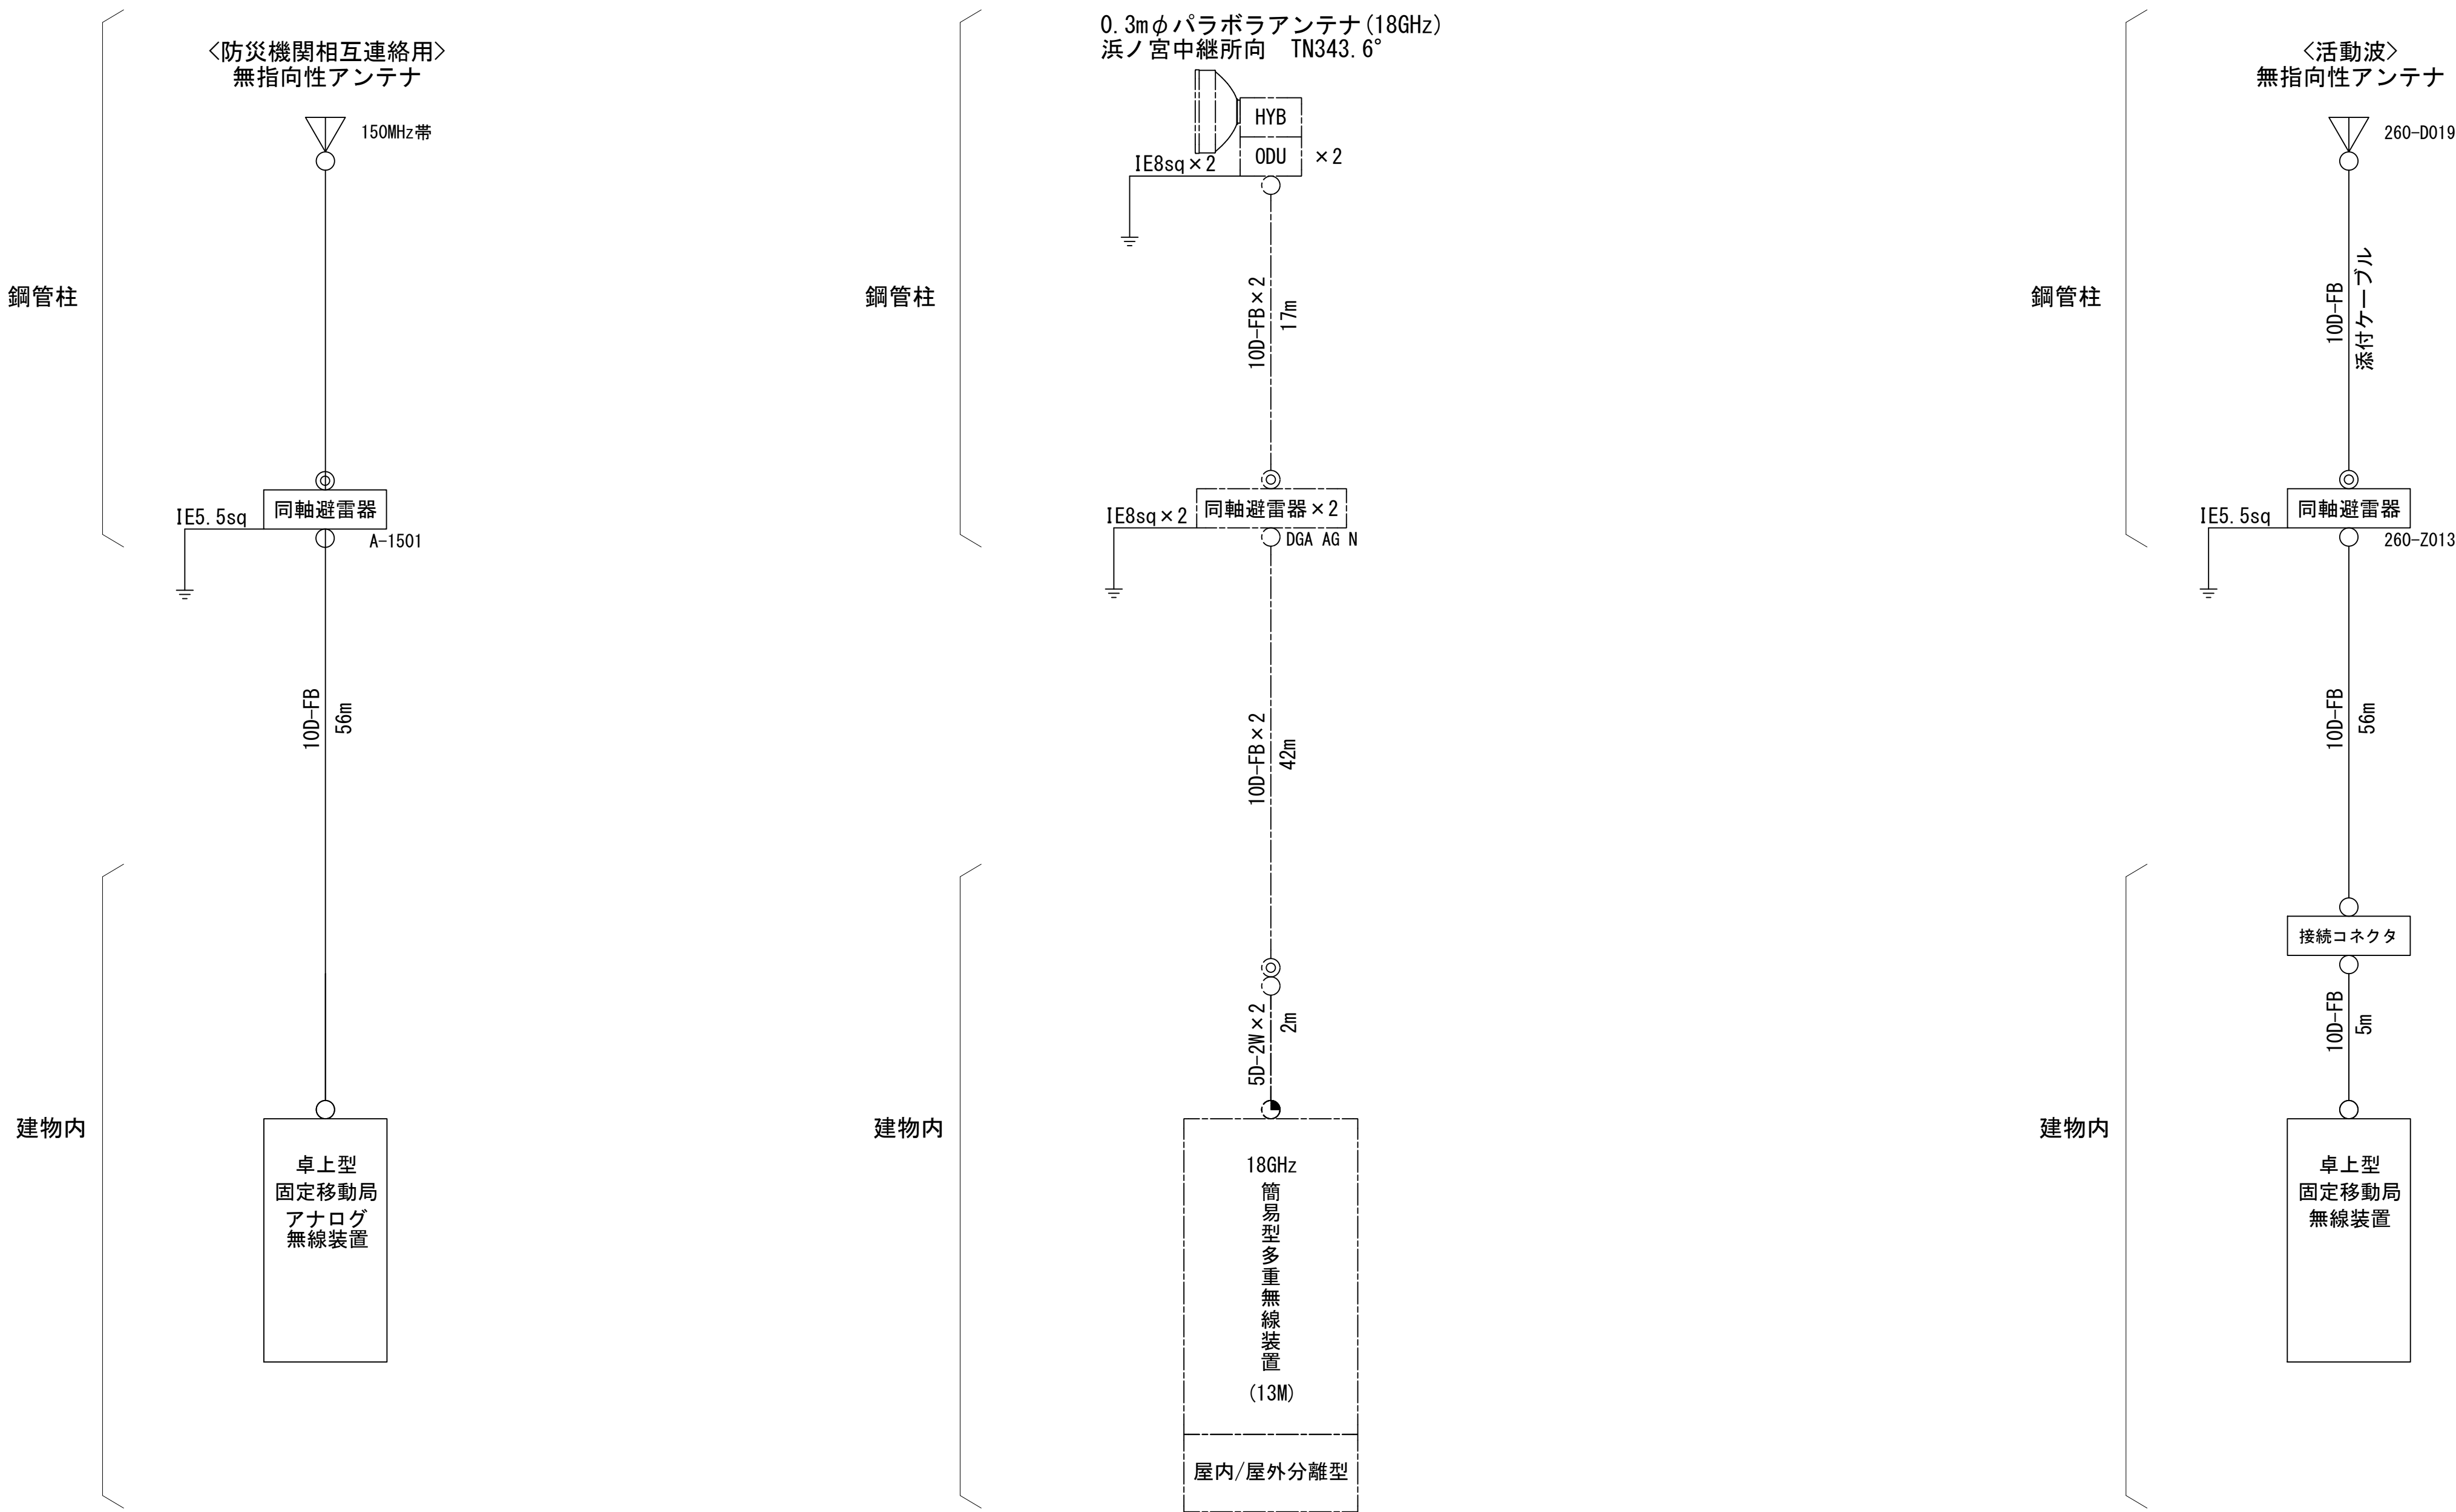 <防災機関相互連絡用>
無指向性アンテナ
150MHz帯
鋼管柱
同軸避雷器
IE5.5sq
A-1501
10D-FB
56m
建物内
卓上型
固定移動局
アナログ
無線装置
0.3mφパラボラアンテナ(18GHz)
浜ノ宮中継所向　TN343.6°
HYB
ODU
×2
IE8sq×2
鋼管柱
10D-FB×2
17m
同軸避雷器×2
IE8sq×2
DGA AG N
10D-FB×2
42m
5D-2W×2
2m
建物内
18GHz
簡易型多重無線装置
(13M)
屋内/屋外分離型
<活動波>
無指向性アンテナ
260-D019
鋼管柱
10D-FB
添付ケーブル
同軸避雷器
IE5.5sq
260-Z013
10D-FB
56m
接続コネクタ
10D-FB
5m
建物内
卓上型
固定移動局
無線装置